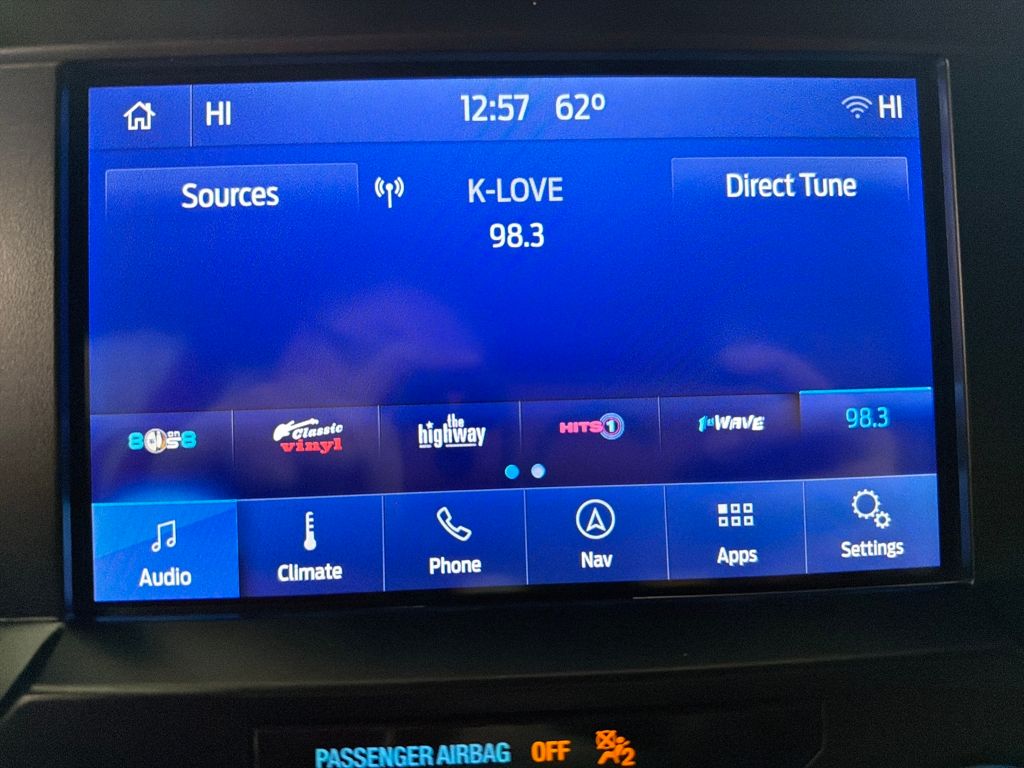 HI 12:57 62º HI
Sources K-LOVE Direct Tune
98.3
80s on 8 Classic vinyl the highway HITS 1 1st WAVE 98.3
Audio Climate Phone Nav Apps Settings
PASSENGER AIRBAG OFF 2